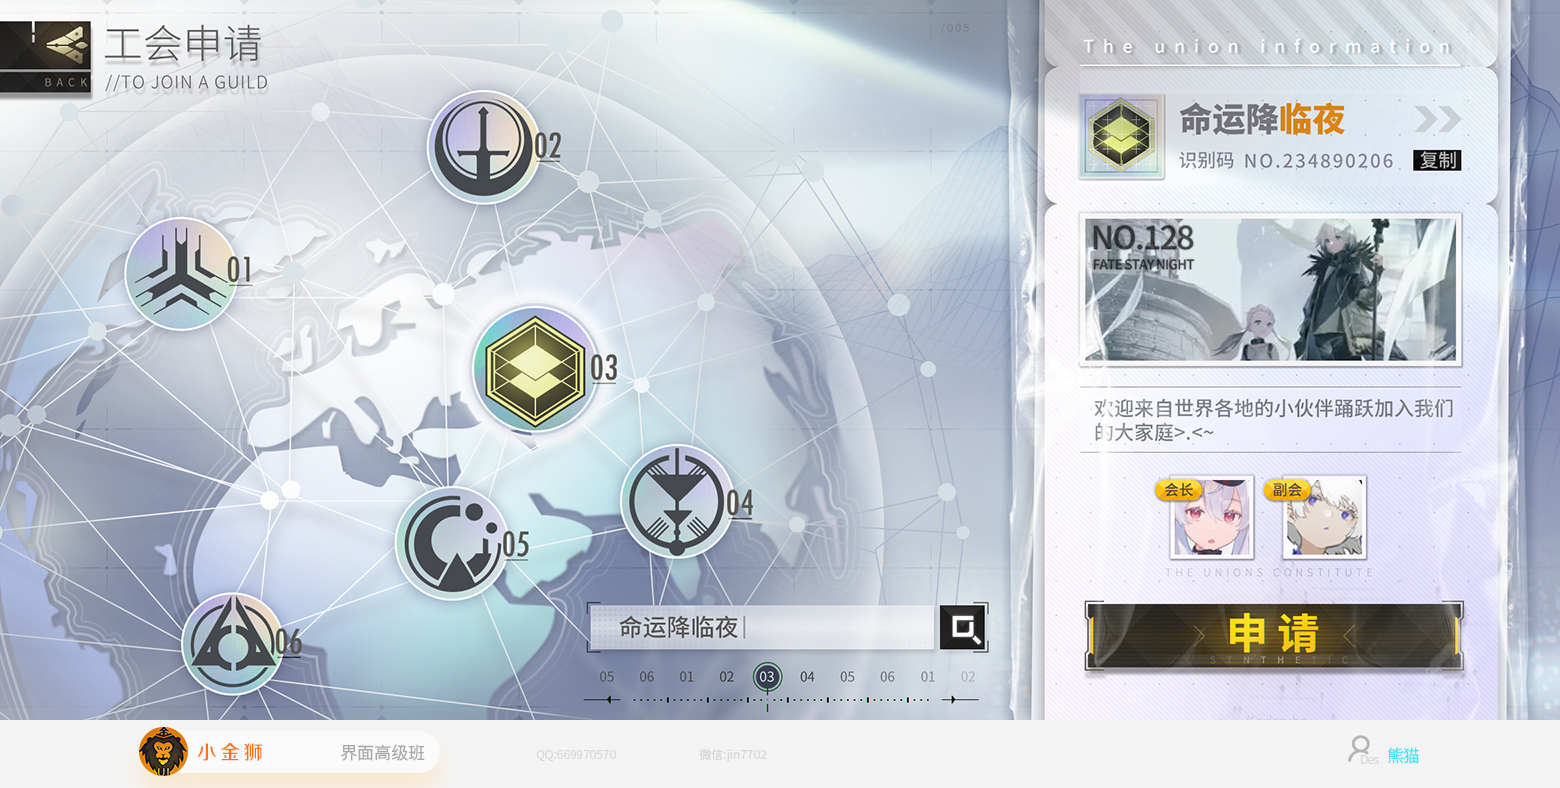 BACK
工会申请
//TO JOIN A GUILD
/005
02
01
03
04
05
06
命运降临夜
05 06 01 02 03 04 05 06 01 02
The union information
命运降临夜
识别码 NO.234890206
复制
NO.128
FATE STAY NIGHT
欢迎来自世界各地的小伙伴踊跃加入我们
的大家庭>.<~
会长
副会
THE UNIONS CONSTITUTE
申请
SYNTHETIC
小金狮
界面高级班
QQ:669970570
微信:jin7702
Des
熊猫